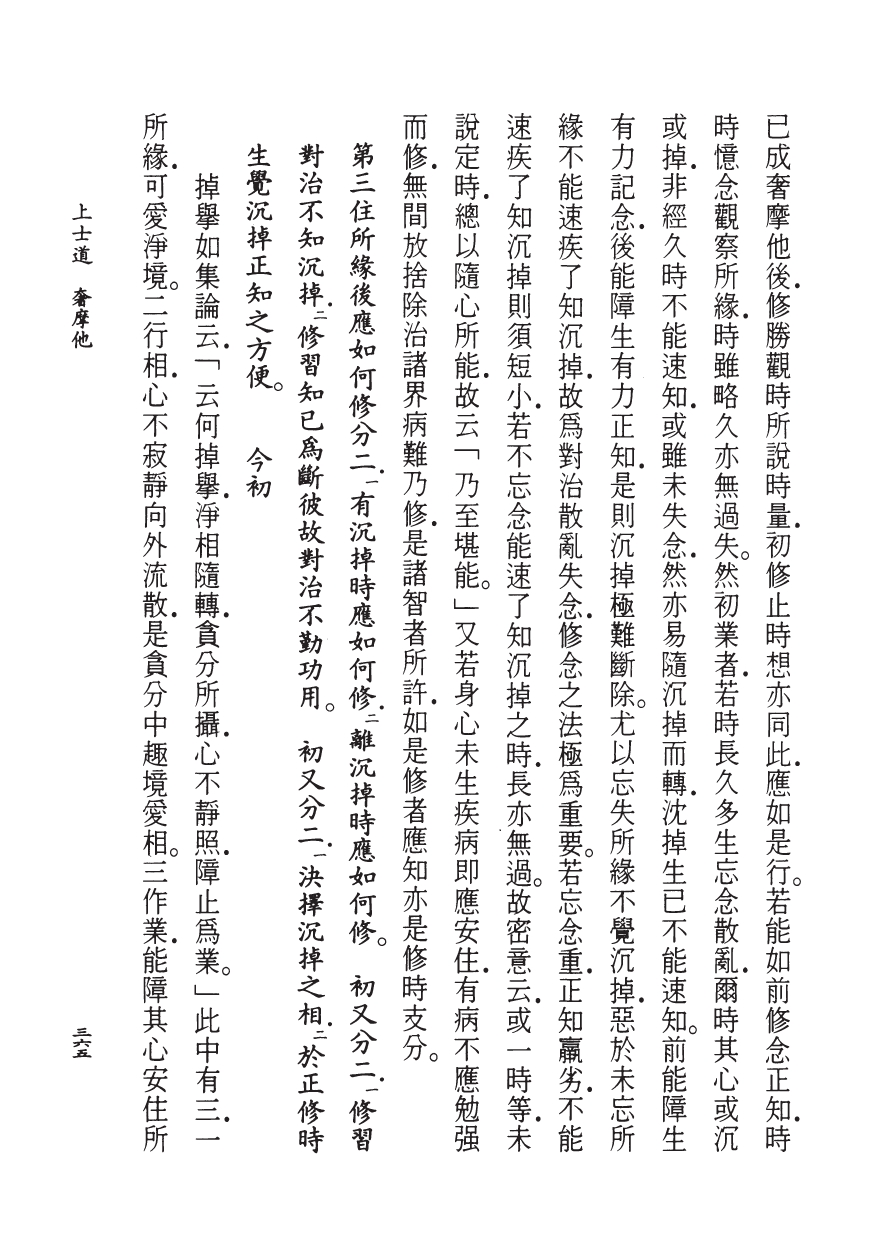 已成奢摩他後．修勝觀時所說時量．初修止時想亦同此．應如是行。若能如前修念正知．時
時憶念觀察所緣．時雖略久亦無過失。然初業者．若時長久多生忘念散亂．爾時其心或沉
或掉．非經久時不能速知．或雖未失念．然亦易隨沉掉而轉．沈掉生已不能速知。前能障生
有力記念．後能障生有力正知．是則沉掉極難斷除。尤以忘失所緣不覺沉掉．惡於未忘所
緣不能速疾了知沉掉．故爲對治散亂失念．修念之法極爲重要。若忘念重．正知羸劣．不能
速疾了知沉掉則須短小．若不忘念能速了知沉掉之時．長亦無過。故密意云．或一時等．未
說定時．總以隨心所能．故云「乃至堪能。」又若身心未生疾病即應安住．有病不應勉强
而修．無間放捨除治諸界病難乃修．是諸智者所許．如是修者應知亦是修時支分。
第三住所緣後應如何修分二．一有沉掉時應如何修．二離沉掉時應如何修。　初又分二．一修習
對治不知沉掉．二修習知已爲斷彼故對治不勤功用。　初又分二．一決擇沉掉之相．二於正修時
生覺沉掉正知之方便。　今初
掉擧如集論云．「云何掉擧．淨相隨轉．貪分所攝．心不靜照．障止爲業。」此中有三．一
所緣．可愛淨境。二行相．心不寂靜向外流散．是貪分中趣境愛相。三作業．能障其心安住所
上士道　奢摩他
三六五